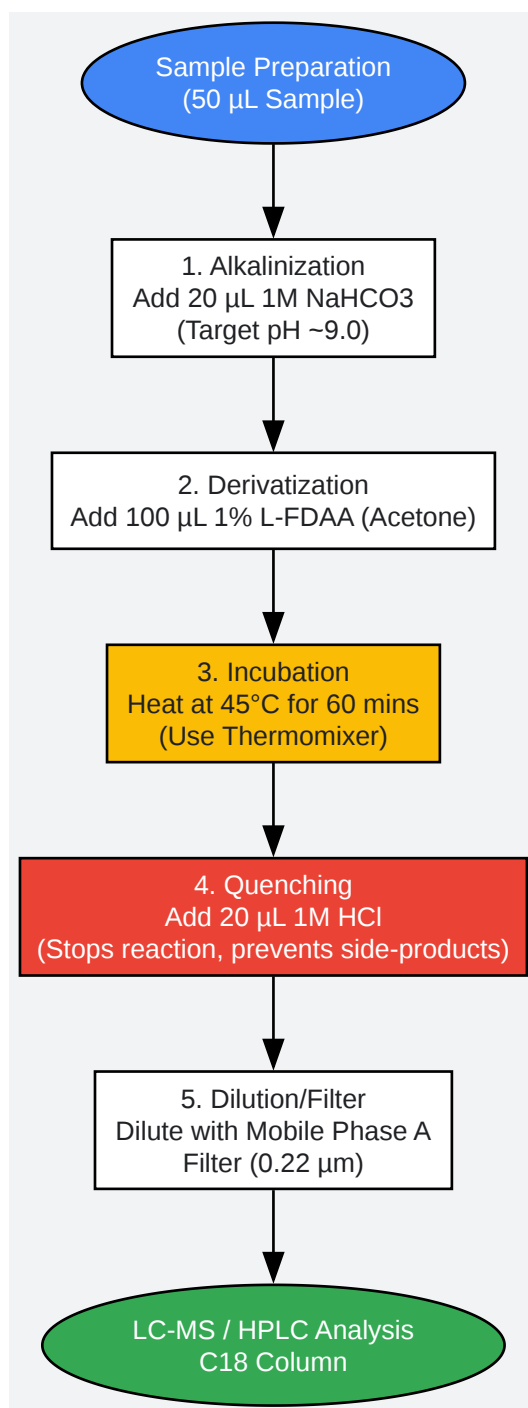 Sample Preparation
(50 µL Sample)
1. Alkalinization
Add 20 µL 1M NaHCO3
(Target pH ~9.0)
2. Derivatization
Add 100 µL 1% L-FDAA (Acetone)
3. Incubation
Heat at 45°C for 60 mins
(Use Thermomixer)
4. Quenching
Add 20 µL 1M HCl
(Stops reaction, prevents side-products)
5. Dilution/Filter
Dilute with Mobile Phase A
Filter (0.22 µm)
LC-MS / HPLC Analysis
C18 Column